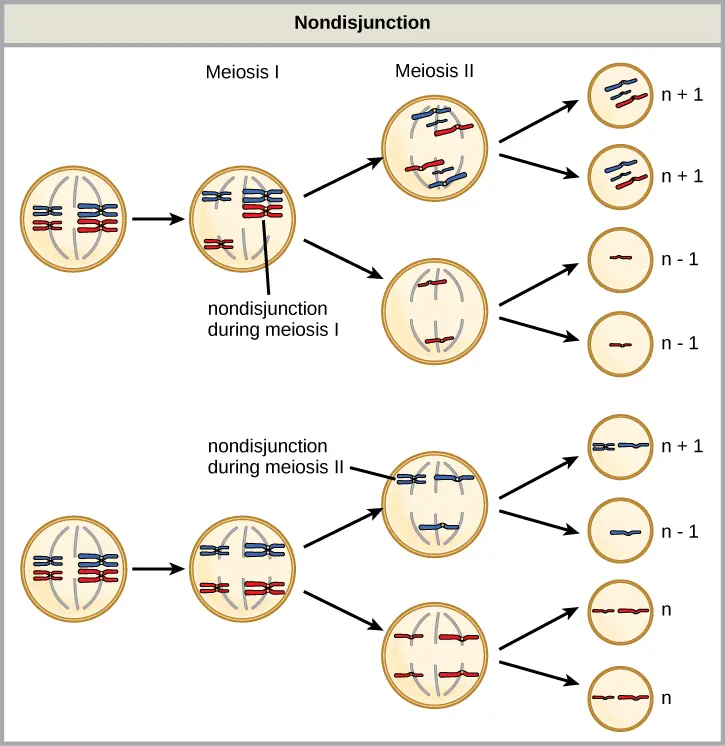 Nondisjunction
Meiosis I
Meiosis II
n + 1
n + 1
nondisjunction
during meiosis I
n - 1
n - 1
nondisjunction
during meiosis II
n + 1
n - 1
n
n